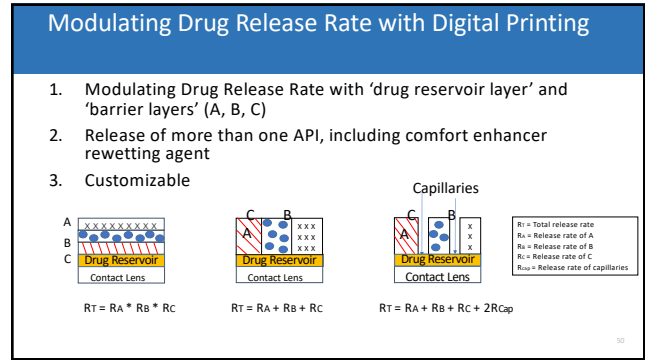 Modulating Drug Release Rate with Digital Printing
1. Modulating Drug Release Rate with ‘drug reservoir layer’ and
‘barrier layers’ (A, B, C)
2. Release of more than one API, including comfort enhancer
rewetting agent
3. Customizable
Capillaries
A
X X X X X X X X X
B
C
Drug Reservoir
Contact Lens
C
B
A
X X X
X X X
X X X
Drug Reservoir
Contact Lens
C
B
A
X
X
X
Drug Reservoir
Contact Lens
RT = Total release rate
RA = Release rate of A
RB = Release rate of B
RC = Release rate of C
RCap = Release rate of capillaries
RT = RA * RB * RC
RT = RA + RB + RC
RT = RA + RB + RC + 2RCap
50